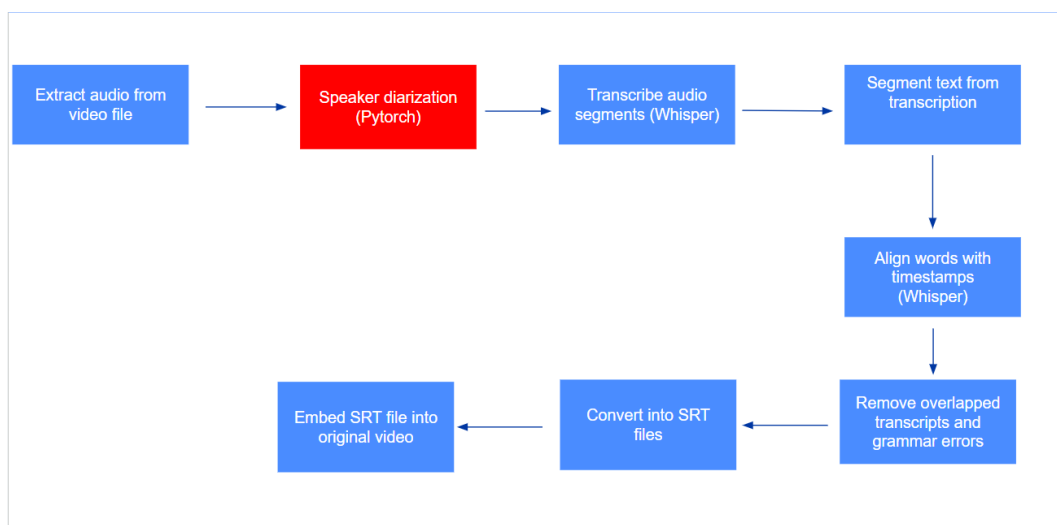 Extract audio from
video file
Speaker diarization
(Pytorch)
Transcribe audio
segments (Whisper)
Segment text from
transcription
Align words with
timestamps
(Whisper)
Remove overlapped
transcripts and
grammar errors
Convert into SRT
files
Embed SRT file into
original video